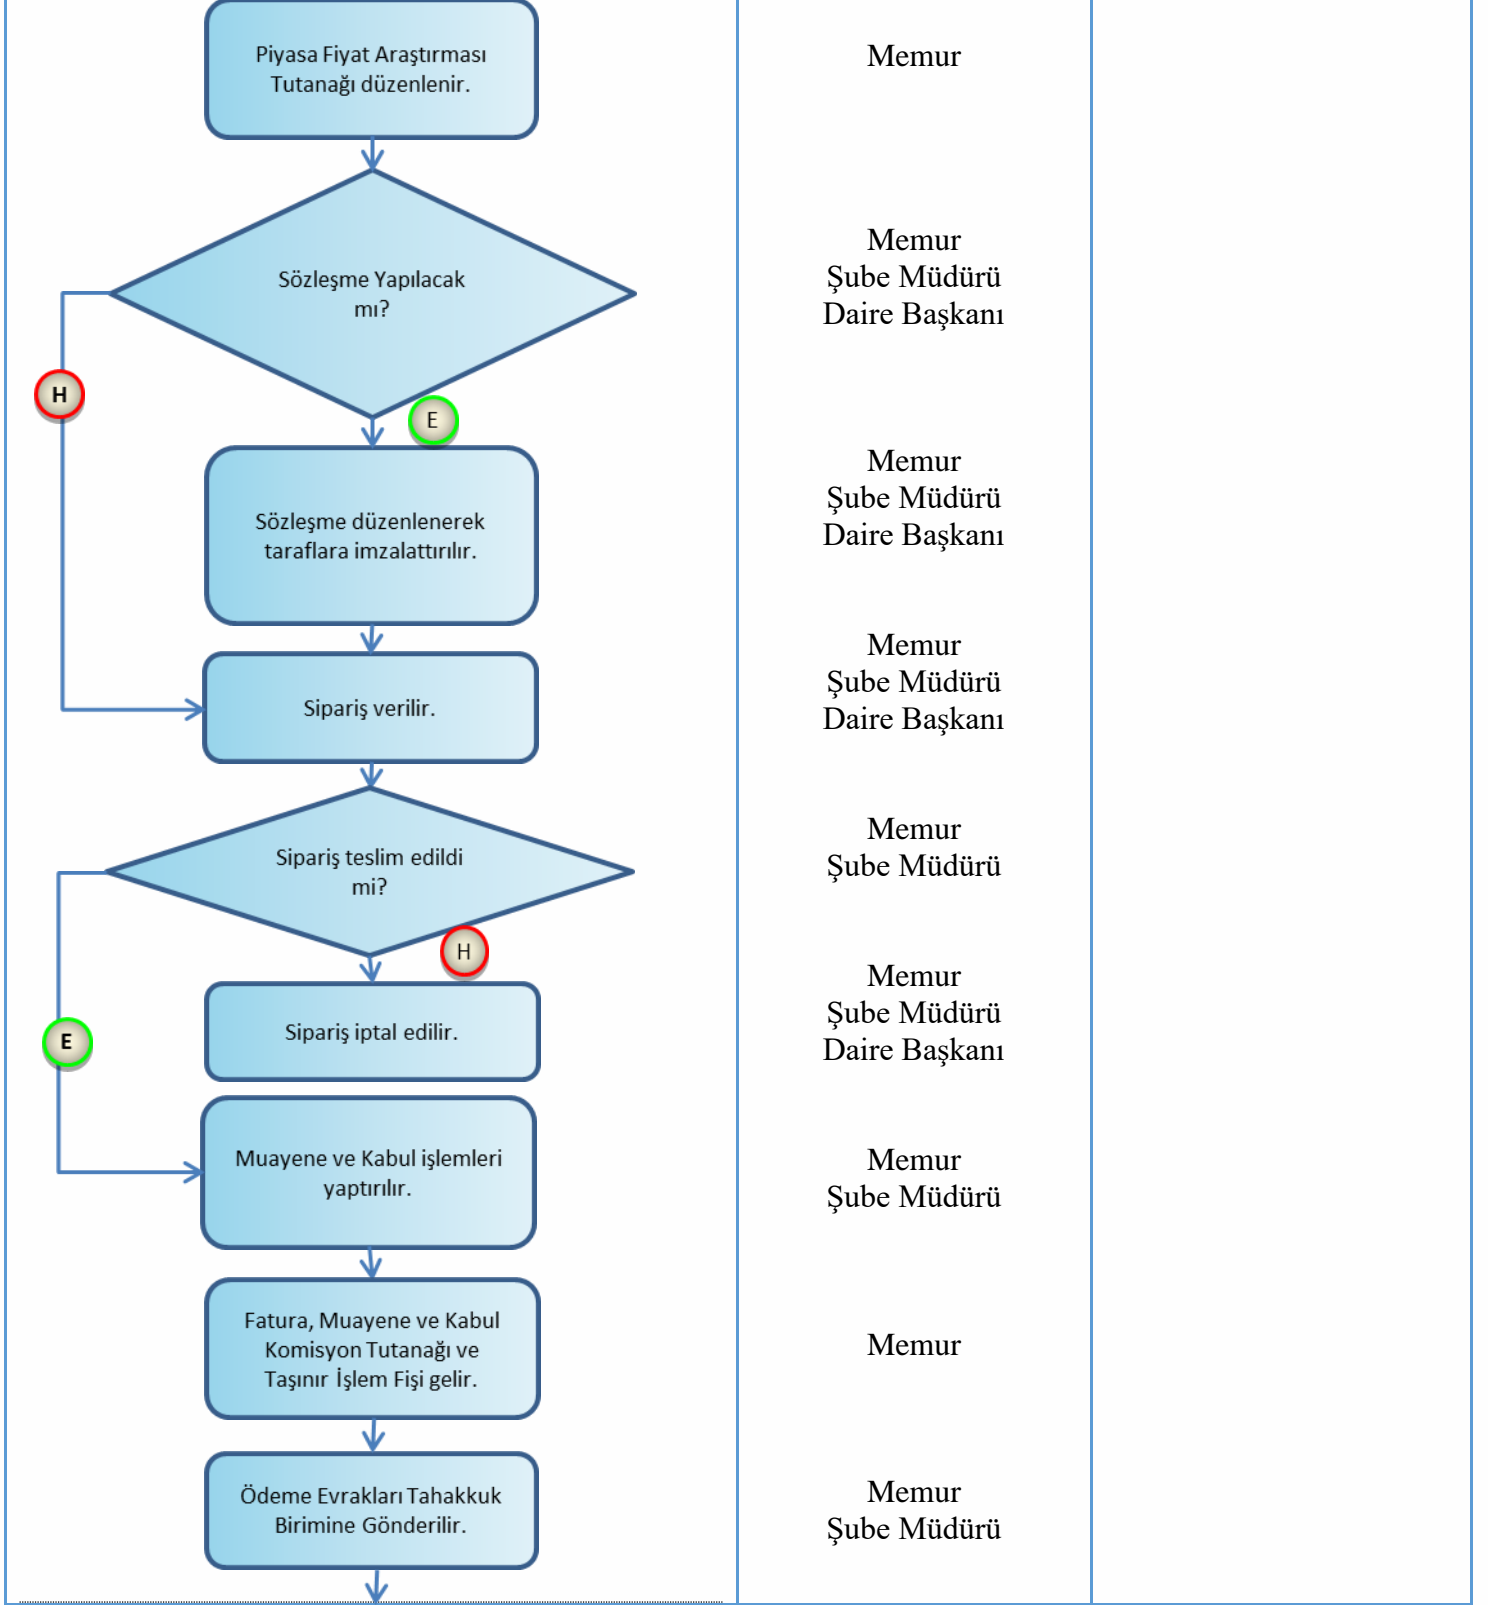 Piyasa Fiyat Araştırması
Tutanağı düzenlenir.
Memur
Sözleşme Yapılacak
mı?
Memur
Şube Müdürü
Daire Başkanı
H
E
Sözleşme düzenlenerek
taraflara imzalattırılır.
Memur
Şube Müdürü
Daire Başkanı
Sipariş verilir.
Memur
Şube Müdürü
Daire Başkanı
Sipariş teslim edildi
mi?
Memur
Şube Müdürü
H
Sipariş iptal edilir.
Memur
Şube Müdürü
Daire Başkanı
E
Muayene ve Kabul işlemleri
yaptırılır.
Memur
Şube Müdürü
Fatura, Muayene ve Kabul
Komisyon Tutanağı ve
Taşınır İşlem Fişi gelir.
Memur
Ödeme Evrakları Tahakkuk
Birimine Gönderilir.
Memur
Şube Müdürü